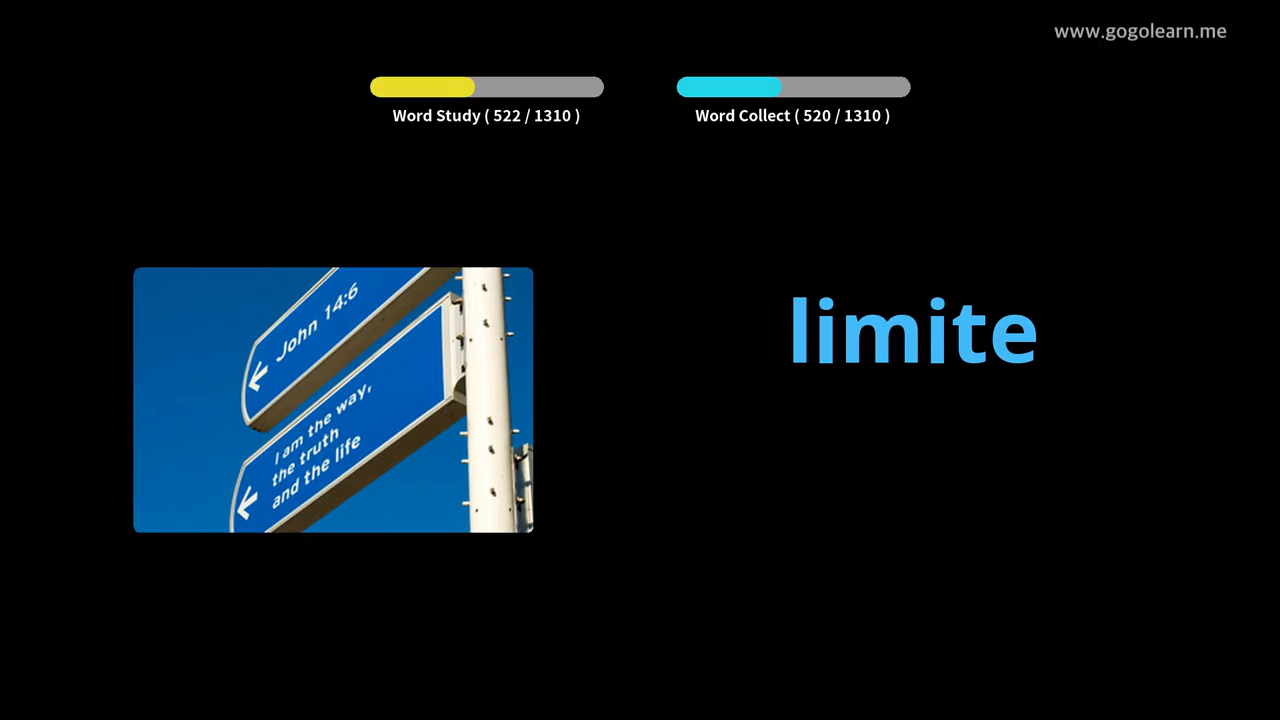 www.gogolearn.me
Word Study ( 522 / 1310 )
Word Collect ( 520 / 1310 )
John 14:6
I am the way,
the truth
and the life
limite